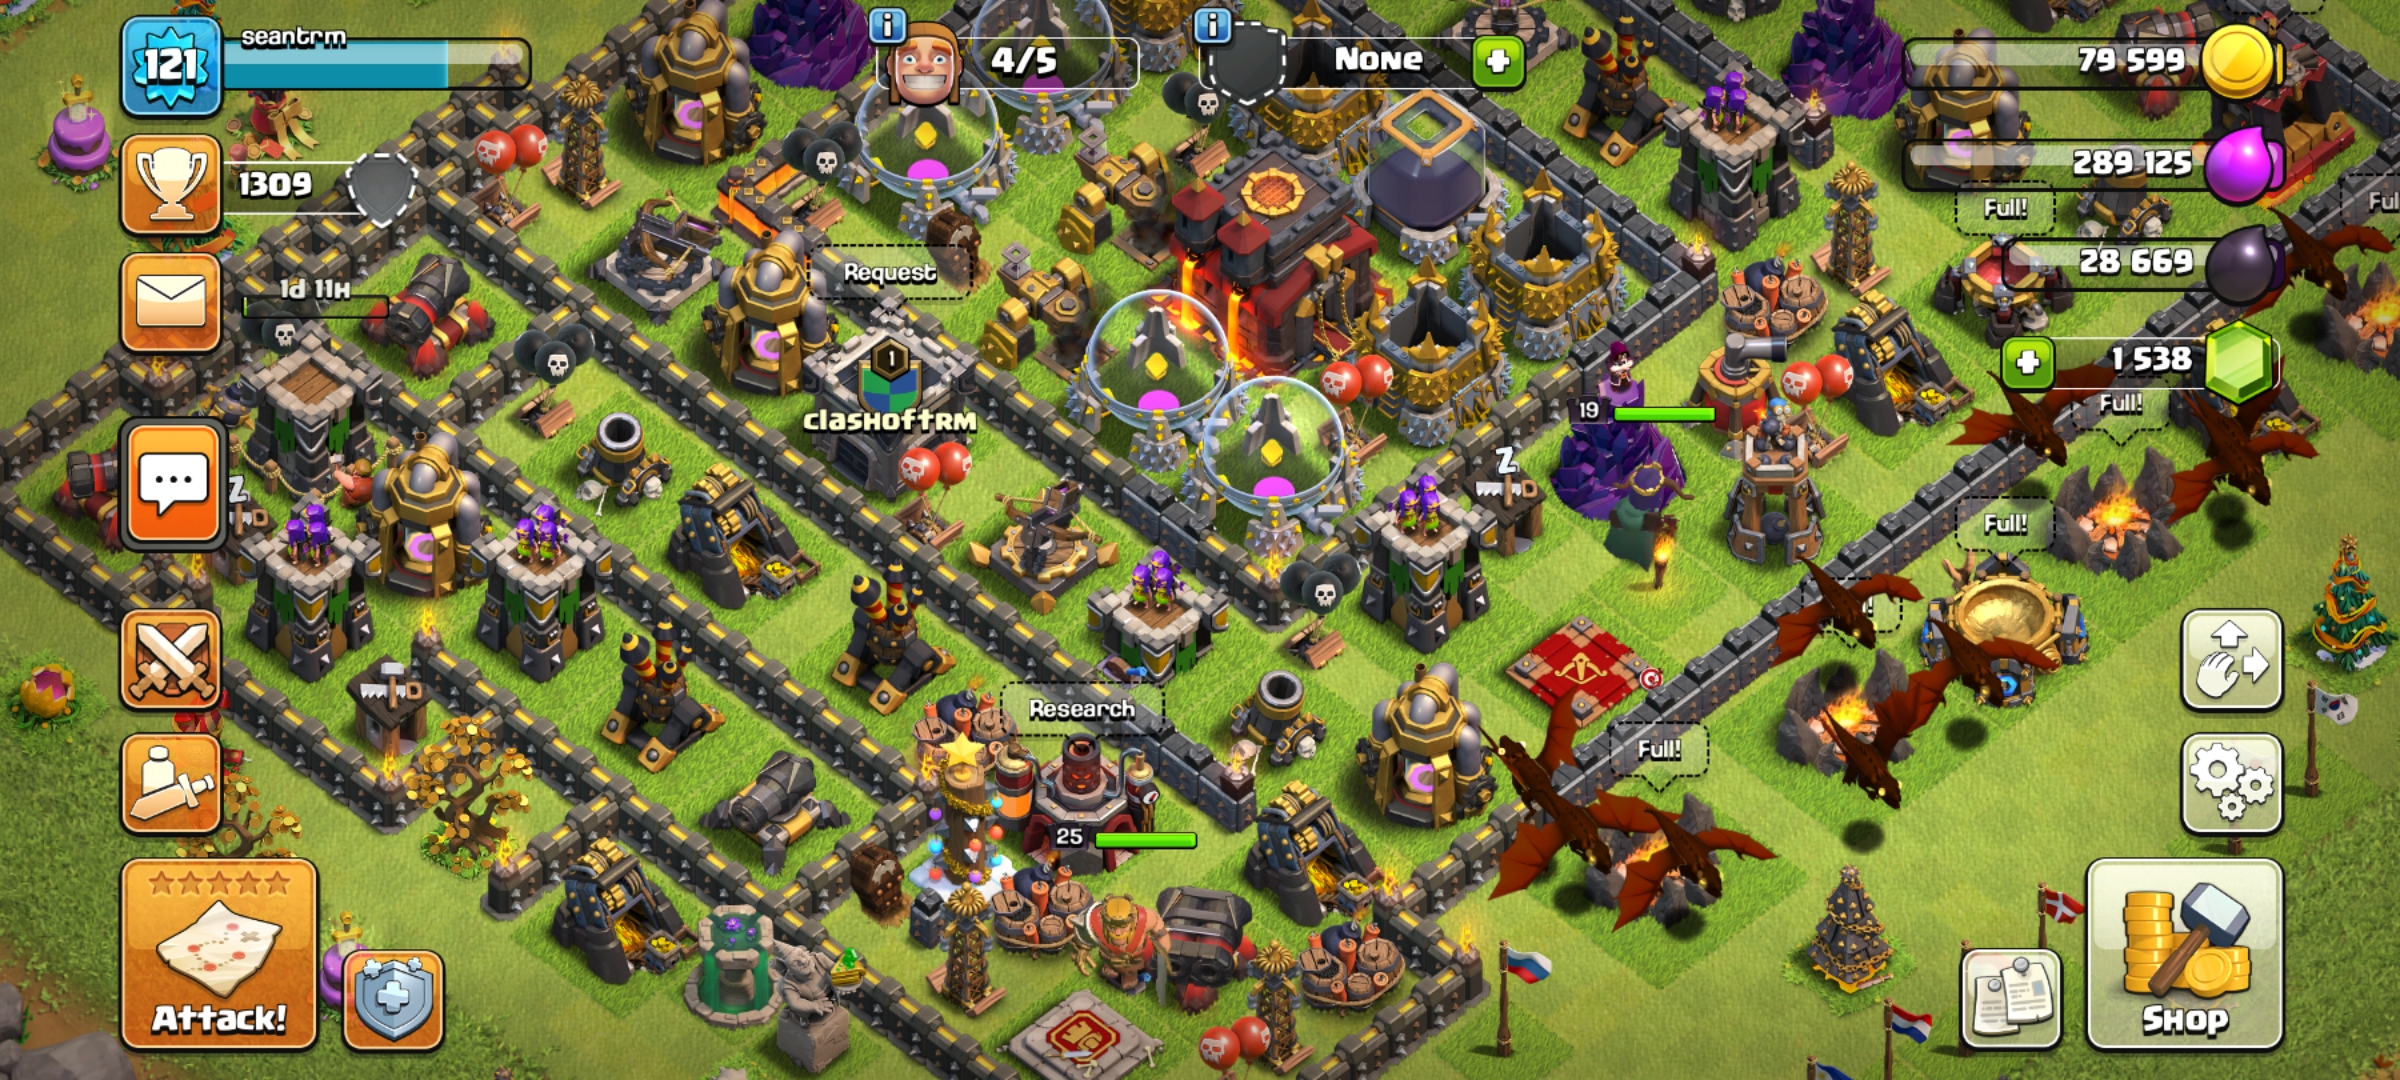 seantrm
121
4/5
None
79 599
1309
289 125
Full!
28 669
Request
1d 11H
1
1 538
clashofTRM
19
Full!
Z
Z
Full!
Research
Full!
25
Attack!
Shop